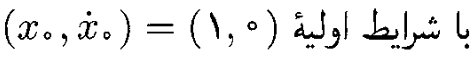 با شرایط اولیهٔ (x₀, ẋ₀) = (۱, ۰)